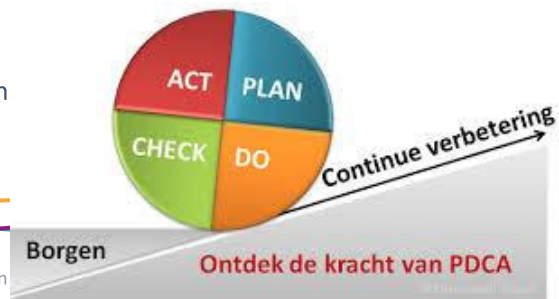 ACT
PLAN
CHECK
DO
Continue verbetering
Borgen
Ontdek de kracht van PDCA
n
n